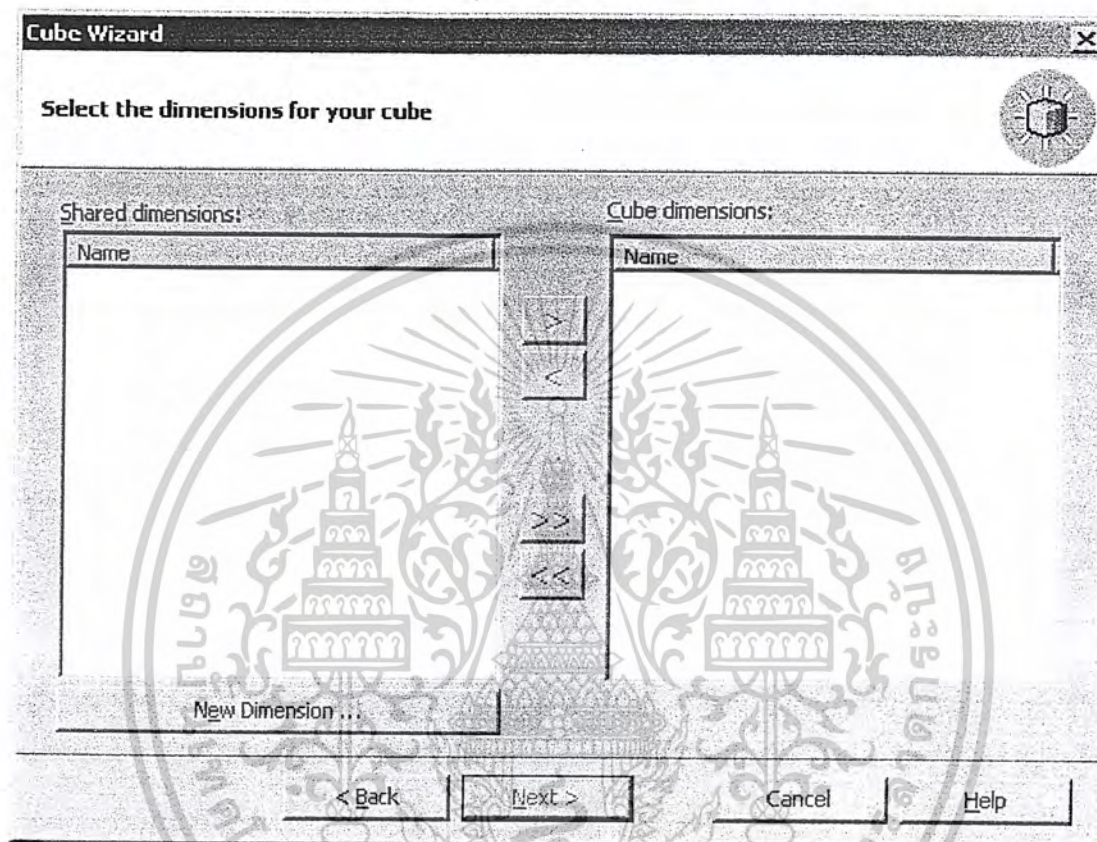 Cube Wizard
Select the dimensions for your cube
Shared dimensions:
Name
Cube dimensions:
Name
>
<
>>
<<
New Dimension ...
< Back
Next >
Cancel
Help